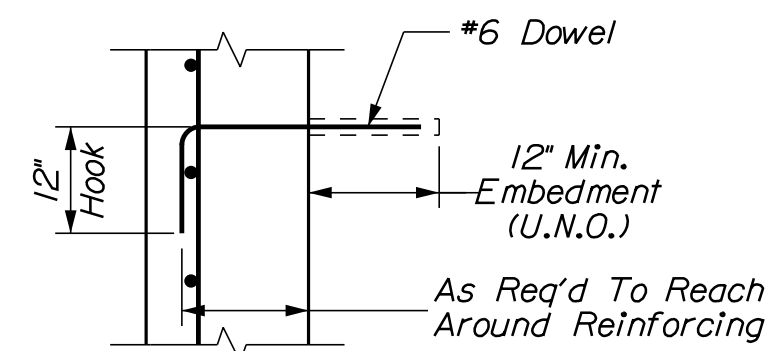 #6 Dowel
12" Hook
12" Min.
Embedment
(U.N.O.)
As Req'd To Reach
Around Reinforcing